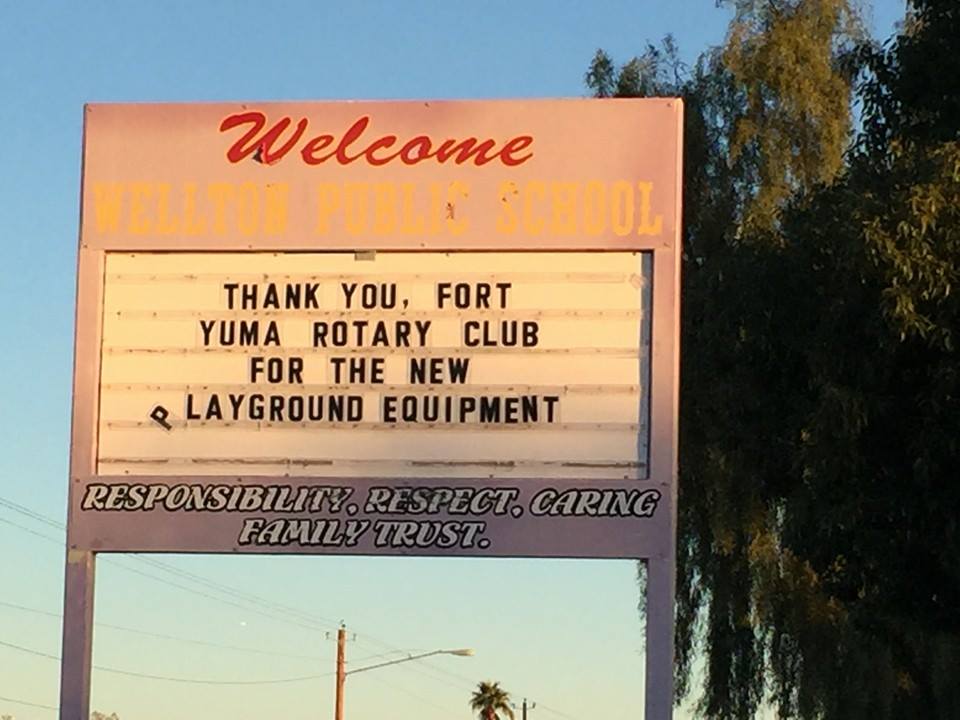 Welcome
WELLTON PUBLIC SCHOOL
THANK YOU, FORT
YUMA ROTARY CLUB
FOR THE NEW
PLAYGROUND EQUIPMENT
RESPONSIBILITY, RESPECT, CARING
FAMILY TRUST.